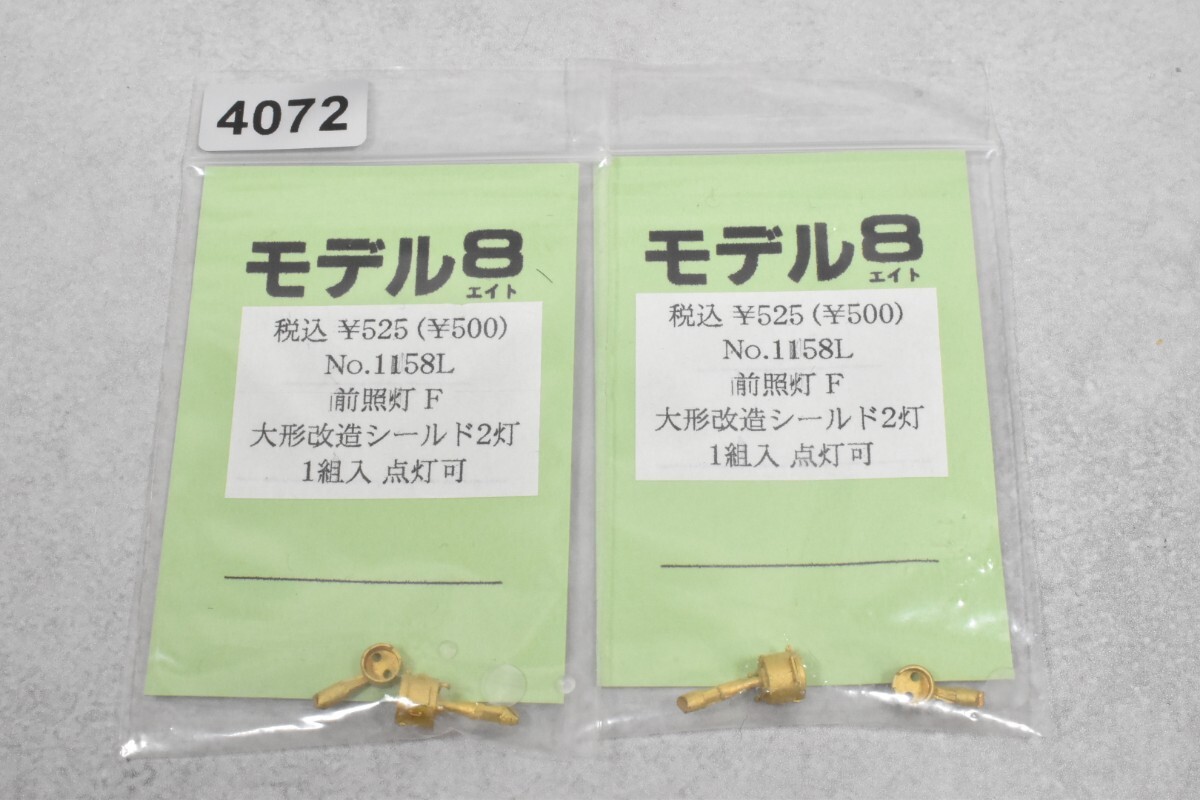 4072
モデル8
エイト
税込 ¥525 (¥500)
No.1158L
前照灯 F
大形改造シールド2灯
1組入 点灯可
モデル8
エイト
税込 ¥525 (¥500)
No.1158L
前照灯 F
大形改造シールド2灯
1組入 点灯可